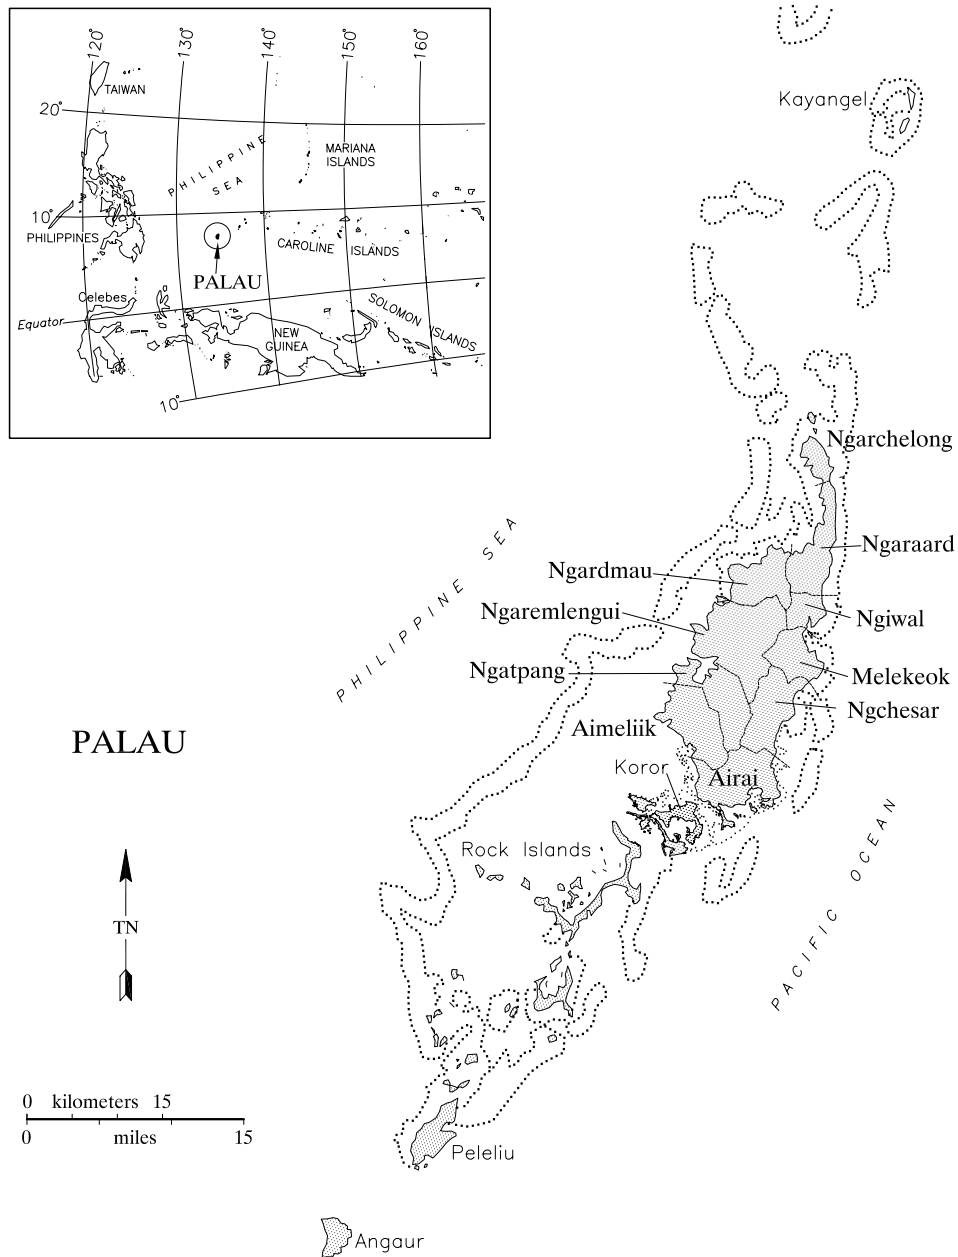 120°
130°
140°
150°
160°
TAIWAN
20°
PHILIPPINE
SEA
MARIANA
ISLANDS
10°
PHILIPPINES
CAROLINE ISLANDS
PALAU
Celebes
Equator
SOLOMON ISLANDS
NEW
GUINEA
10°
Kayangel
Ngarchelong
Ngaraard
Ngardmau
Ngaremlengui
Ngiwal
Ngatpang
Melekeok
Ngchesar
Aimeliik
Koror
Airai
PHILIPPINE SEA
PALAU
Rock Islands
PACIFIC OCEAN
TN
0 kilometers 15
0 miles 15
Peleliu
Angaur